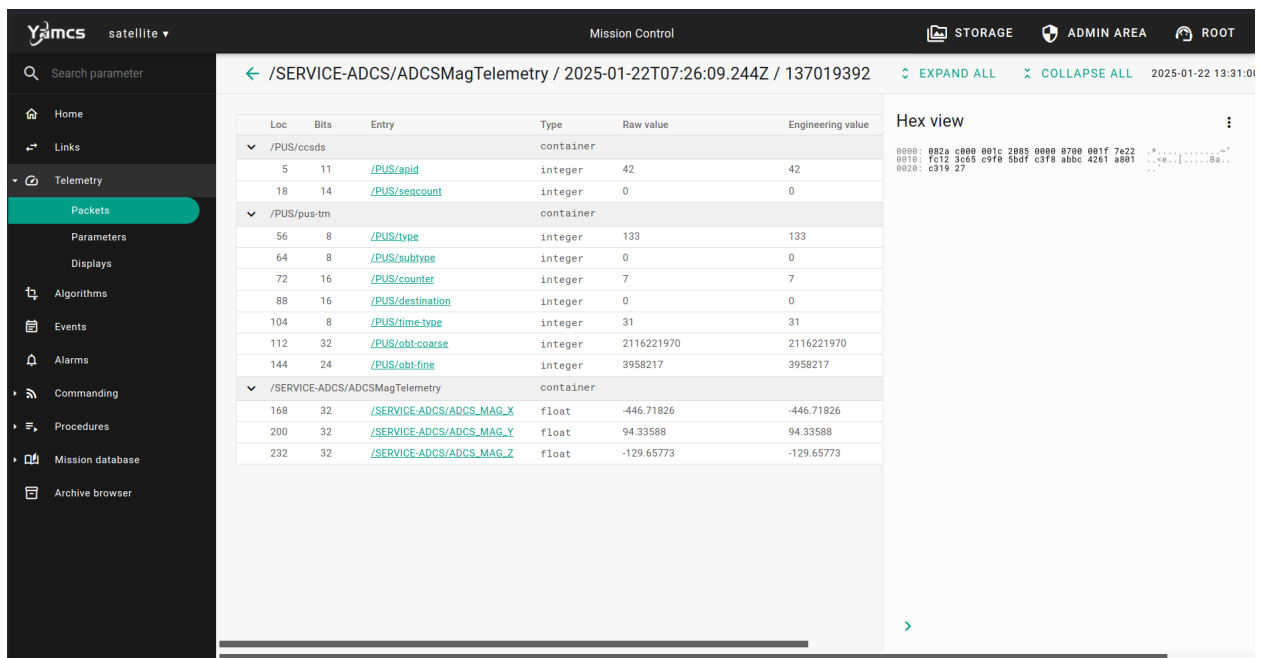 Yamcs satellite ▾ Mission Control STORAGE ADMIN AREA ROOT
Search parameter
Home
Links
Telemetry
Packets
Parameters
Displays
Algorithms
Events
Alarms
Commanding
Procedures
Mission database
Archive browser
/SERVICE-ADCS/ADCSMagTelemetry / 2025-01-22T07:26:09.244Z / 137019392 EXPAND ALL COLLAPSE ALL 2025-01-22 13:31:00
Loc Bits Entry Type Raw value Engineering value
/PUS/ccsds container
5 11 /PUS/apid integer 42 42
18 14 /PUS/seqcount integer 0 0
/PUS/pus-tm container
56 8 /PUS/type integer 133 133
64 8 /PUS/subtype integer 0 0
72 16 /PUS/counter integer 7 7
88 16 /PUS/destination integer 0 0
104 8 /PUS/time-type integer 31 31
112 32 /PUS/obt-coarse integer 2116221970 2116221970
144 24 /PUS/obt-fine integer 3958217 3958217
/SERVICE-ADCS/ADCSMagTelemetry container
168 32 /SERVICE-ADCS/ADCS_MAG_X float -446.71826 -446.71826
200 32 /SERVICE-ADCS/ADCS_MAG_Y float 94.33588 94.33588
232 32 /SERVICE-ADCS/ADCS_MAG_Z float -129.65773 -129.65773
Hex view
0000: 082a c000 001c 2085 0000 0700 001f 7e22 .*.... .......~"
0010: fc12 3c65 c9f0 5bdf c3f8 abbc 4261 a801 ..<e..[.....Ba..
0020: c319 27 ..'